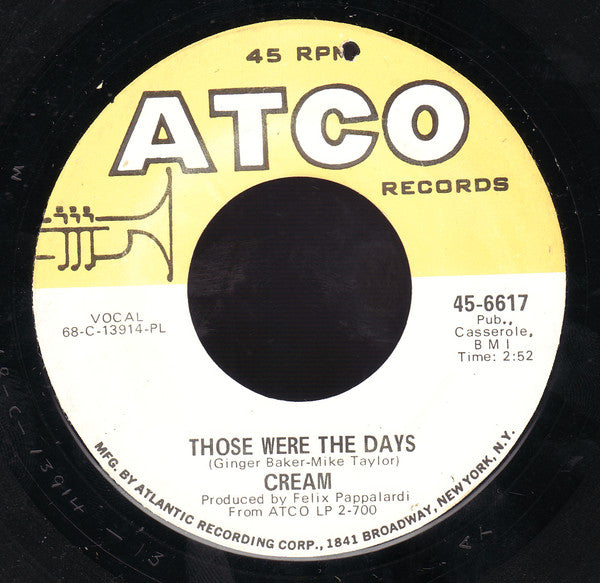 45 RPM
ATCO
RECORDS
VOCAL
68-C-13914-PL
45-6617
Pub.,
Casserole,
B M I
Time: 2:52
THOSE WERE THE DAYS
(Ginger Baker-Mike Taylor)
CREAM
Produced by Felix Pappalardi
From ATCO LP 2-700
MFG. BY ATLANTIC RECORDING CORP., 1841 BROADWAY, NEW YORK, N.Y.